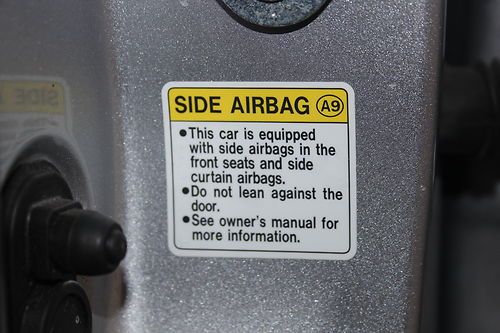 SIDE AIRBAG A9
•This car is equipped
with side airbags in the
front seats and side
curtain airbags.
•Do not lean against the
door.
•See owner's manual for
more information.
SIDE